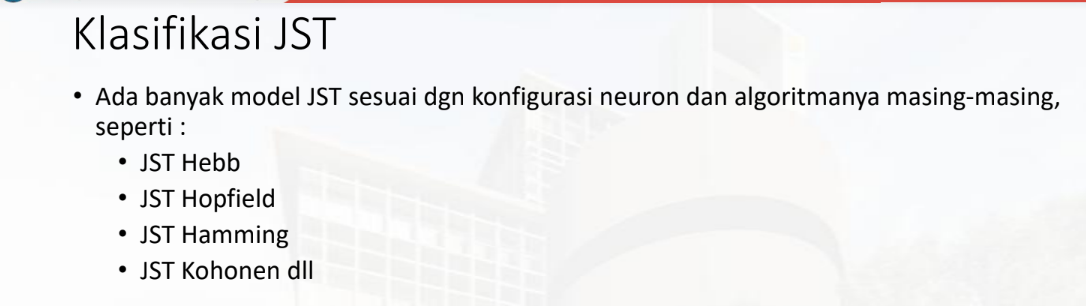 Klasifikasi JST
• Ada banyak model JST sesuai dgn konfigurasi neuron dan algoritmanya masing-masing,
seperti :
• JST Hebb
• JST Hopfield
• JST Hamming
• JST Kohonen dll